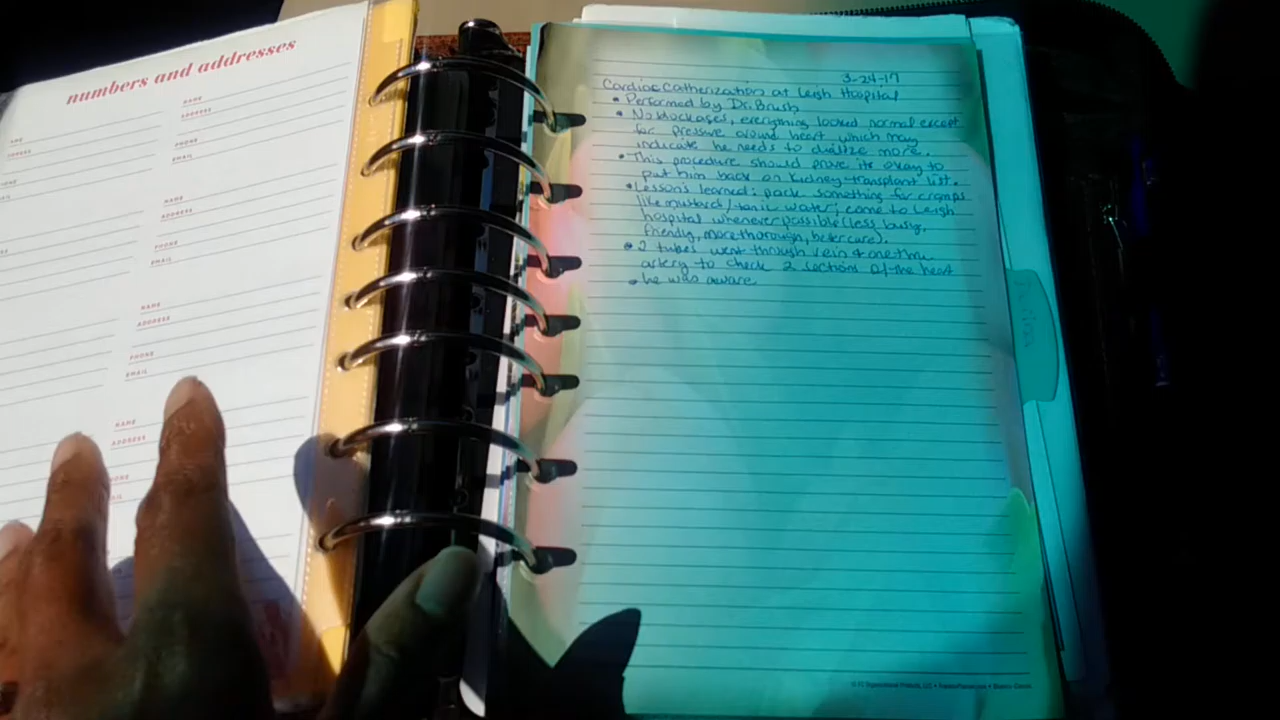 numbers and addresses
NAME
ADDRESS
PHONE
EMAIL
NAME
ADDRESS
PHONE
EMAIL
NAME
ADDRESS
PHONE
EMAIL
NAME
ADDRESS
3-24-17
Cardiac Catherization at Leigh Hospital
• Performed by Dr. Brush
• No blockages, everything looked normal except
for pressure around heart which may
indicate he needs to dialize more.
• This procedure should prove its okay to
put him back on kidney transplant list.
• Lessons learned: pack something for cramps
like mustard/tonic water; come to Leigh
hospital whenever possible (less busy,
friendly, more thorough, better care).
• 2 tubes went through vein & one thru
artery to check 2 sections of the heart
• he was aware